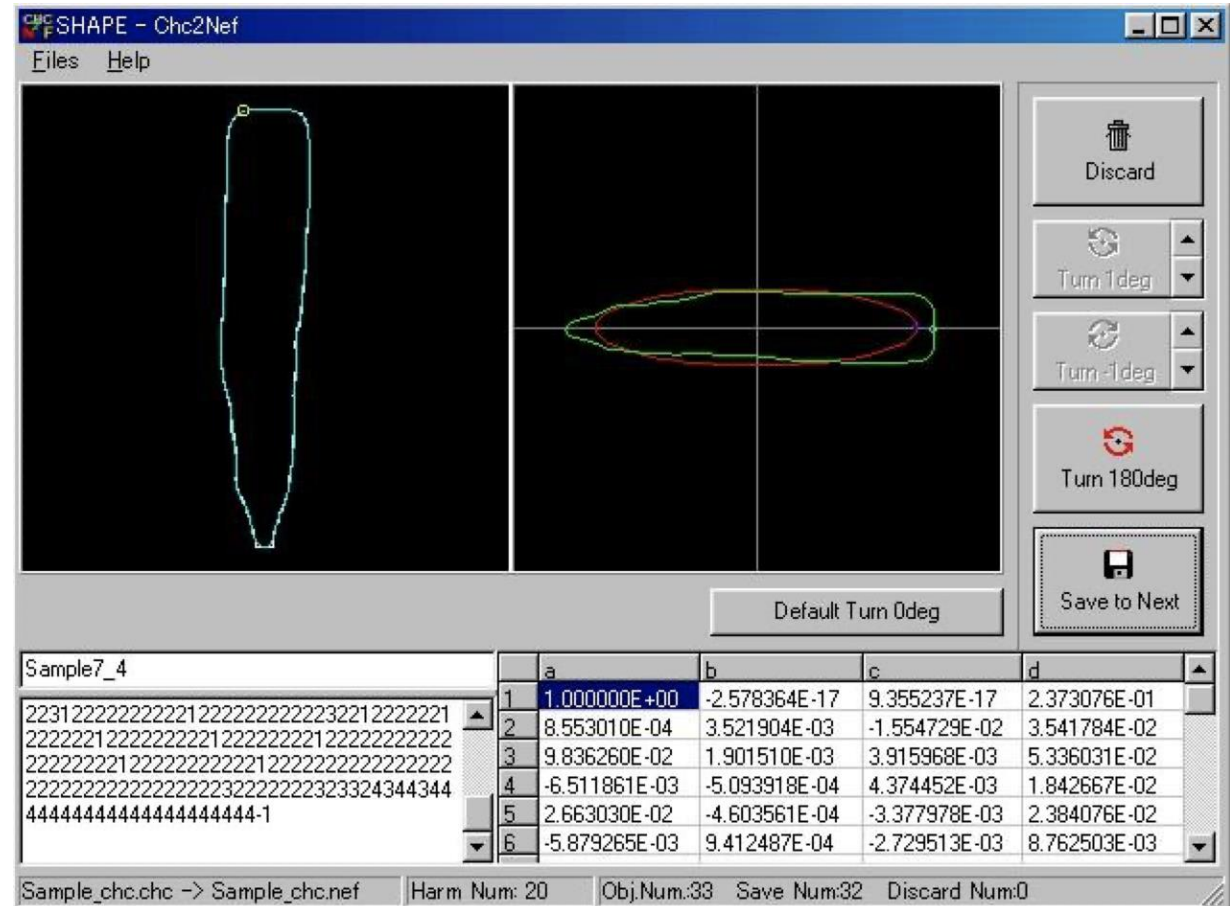 SHAPE - Chc2Nef
Files Help
Discard
Turn 1deg
Turn -1deg
Turn 180deg
Save to Next
Default Turn 0deg
Sample7_4
2231222222222212222222222232212222221
2222221222222222212222222221222222222222
2222222221222222222222122222222222222222
2222222222222222222232222222323324344344
44444444444444444444-1
a b c d
1 1.000000E+00 -2.578364E-17 9.355237E-17 2.373076E-01
2 8.553010E-04 3.521904E-03 -1.554729E-02 3.541784E-02
3 9.836260E-02 1.901510E-03 3.915968E-03 5.336031E-02
4 -6.511861E-03 -5.093918E-04 4.374452E-03 1.842667E-02
5 2.663030E-02 -4.603561E-04 -3.377978E-03 2.384076E-02
6 -5.879265E-03 9.412487E-04 -2.729513E-03 8.762503E-03
Sample_chc.chc -> Sample_chc.nef Harm Num: 20 Obj.Num.:33 Save Num:32 Discard Num:0